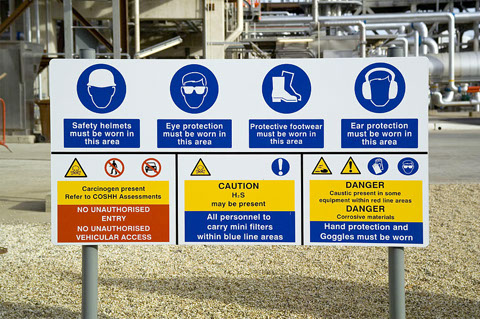 Safety helmets
must be worn in
this area
Eye protection
must be worn in
this area
Protective footwear
must be worn in
this area
Ear protection
must be worn in
this area
Carcinogen present
Refer to COSHH Assessments
NO UNAUTHORISED
ENTRY
NO UNAUTHORISED
VEHICULAR ACCESS
CAUTION
H₂S
may be present
All personnel to
carry mini filters
within blue line areas
DANGER
Caustic present in some
equipment within red line areas
DANGER
Corrosive materials
Hand protection and
Goggles must be worn